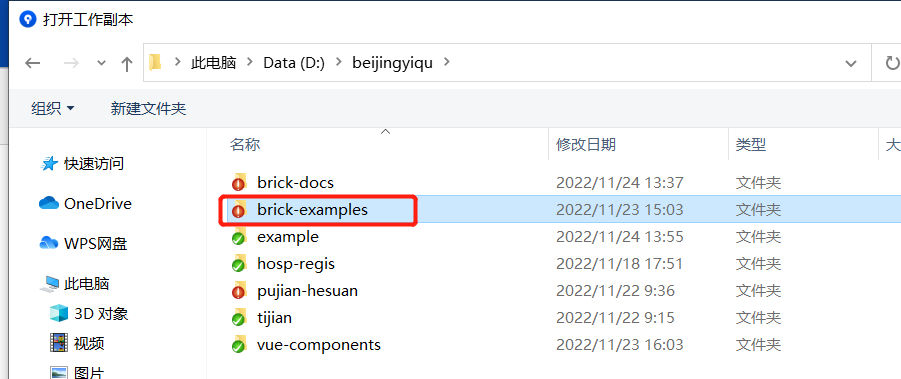 打开工作副本
此电脑 Data (D:) beijingyiqu
组织 新建文件夹
名称 修改日期 类型 大
快速访问
OneDrive
WPS网盘
此电脑
3D 对象
视频
图片
brick-docs 2022/11/24 13:37 文件夹
brick-examples 2022/11/23 15:03 文件夹
example 2022/11/24 13:55 文件夹
hosp-regis 2022/11/18 17:51 文件夹
pujian-hesuan 2022/11/22 9:36 文件夹
tijian 2022/11/22 9:15 文件夹
vue-components 2022/11/23 16:03 文件夹